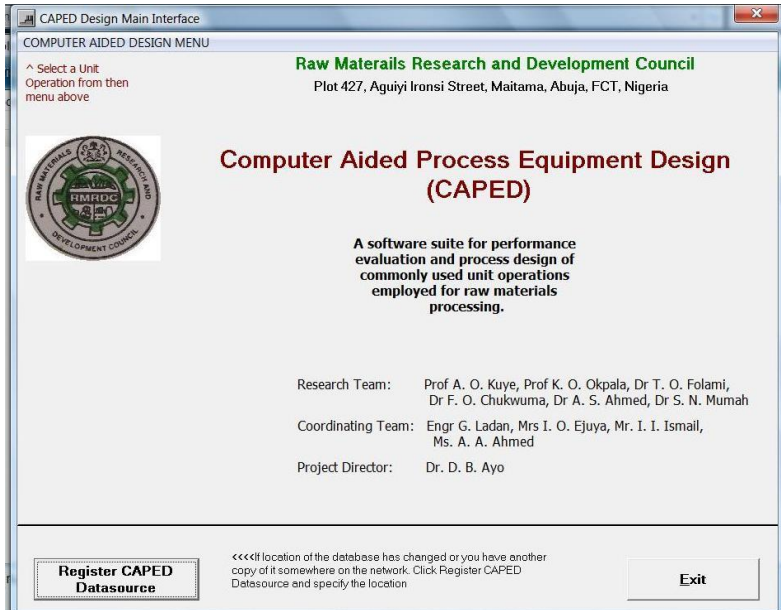 CAPED Design Main Interface
COMPUTER AIDED DESIGN MENU
^ Select a Unit
Operation from then
menu above
Raw Materails Research and Development Council
Plot 427, Aguiyi Ironsi Street, Maitama, Abuja, FCT, Nigeria
RAW MATERIALS RESEARCH AND
RMRDC
DEVELOPMENT COUNCIL
Computer Aided Process Equipment Design
(CAPED)
A software suite for performance
evaluation and process design of
commonly used unit operations
employed for raw materials
processing.
Research Team: Prof A. O. Kuye, Prof K. O. Okpala, Dr T. O. Folami,
Dr F. O. Chukwuma, Dr A. S. Ahmed, Dr S. N. Mumah
Coordinating Team: Engr G. Ladan, Mrs I. O. Ejuya, Mr. I. I. Ismail,
Ms. A. A. Ahmed
Project Director: Dr. D. B. Ayo
Register CAPED
Datasource
<<<<If location of the database has changed or you have another
copy of it somewhere on the network. Click Register CAPED
Datasource and specify the location
Exit